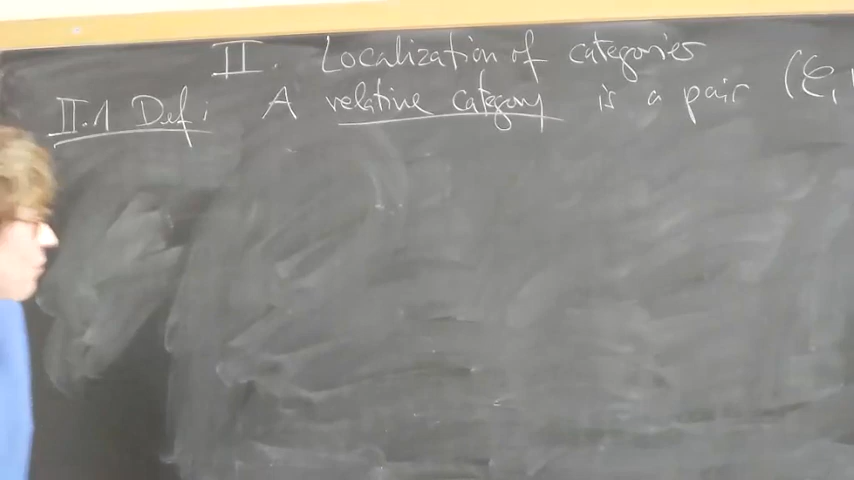 II. Localization of categories
II.1 Def: A relative category is a pair (C,